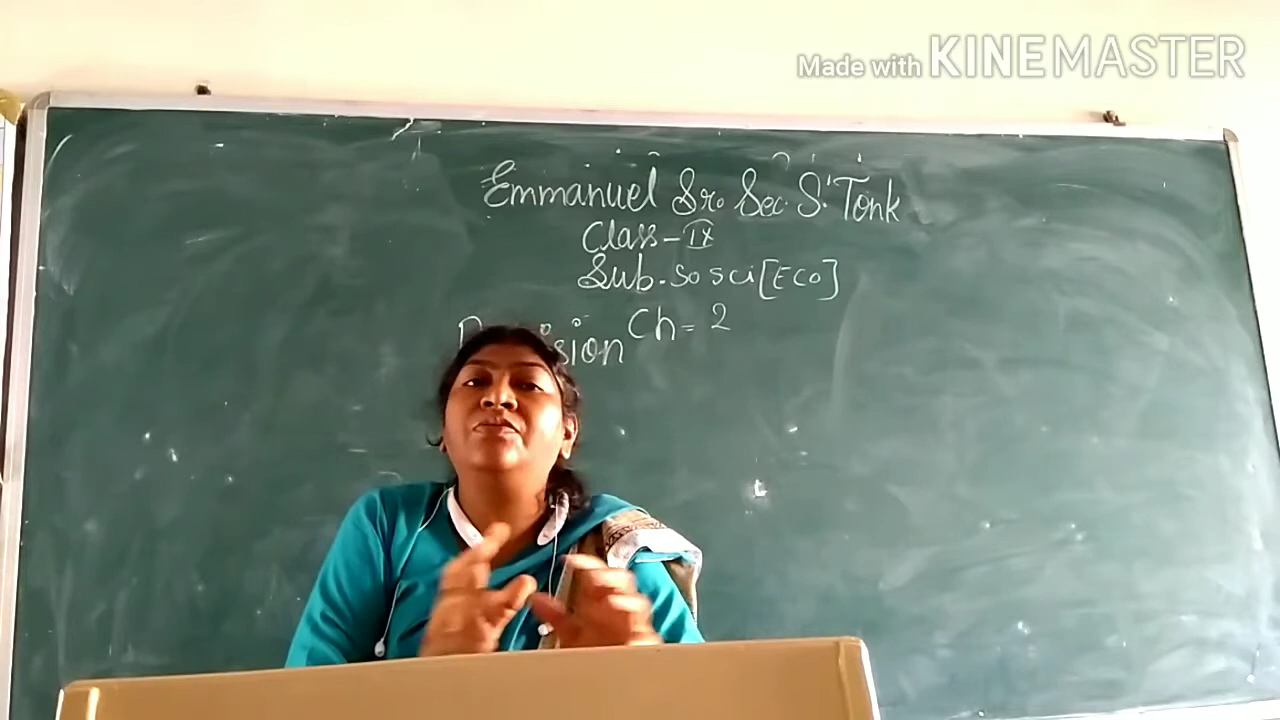 Made with KINEMASTER
Emmanuel Sr. Sec. S. Tonk
Class - IX
Sub. So Sci [ECO]
Ch = 2